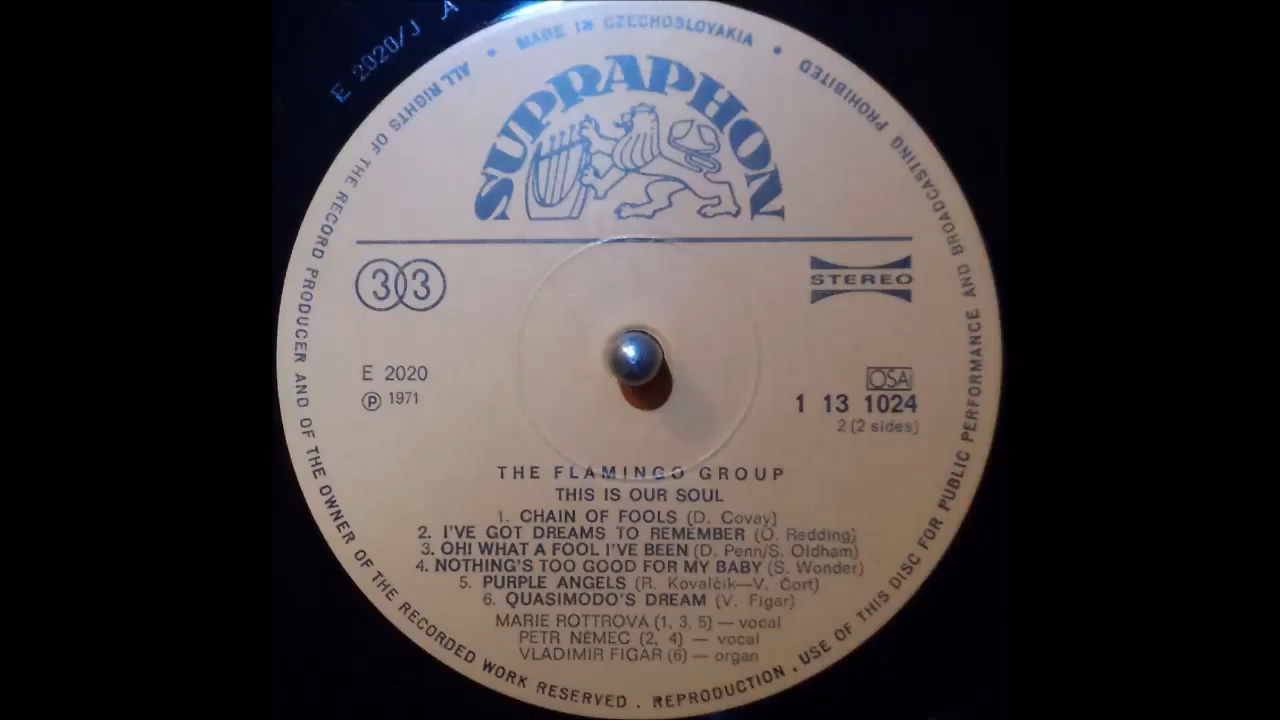 E 2020/J A
ALL RIGHTS OF THE RECORD PRODUCER AND OF THE OWNER OF THE RECORDED WORK RESERVED . REPRODUCTION . USE OF THIS DISC FOR PUBLIC PERFORMANCE AND BROADCASTING PROHIBITED
• MADE IN CZECHOSLOVAKIA •
SUPRAPHON
33
STEREO
E 2020
Ⓟ 1971
OSA
1 13 1024
2 (2 sides)
THE FLAMINGO GROUP
THIS IS OUR SOUL
1. CHAIN OF FOOLS (D. Covay)
2. I'VE GOT DREAMS TO REMEMBER (O. Redding)
3. OH! WHAT A FOOL I'VE BEEN (D. Penn/S. Oldham)
4. NOTHING'S TOO GOOD FOR MY BABY (S. Wonder)
5. PURPLE ANGELS (R. Kovalčik—V. Čort)
6. QUASIMODO'S DREAM (V. Figar)
MARIE ROTTROVÁ (1, 3, 5) — vocal
PETR NĚMEC (2, 4) — vocal
VLADIMÍR FIGAR (6) — organ